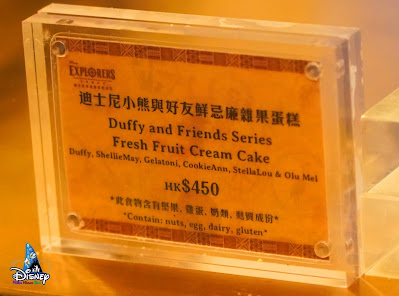 Disney
EXPLORERS
LODGE
迪士尼小熊與好友鮮忌廉雜果蛋糕
Duffy and Friends Series
Fresh Fruit Cream Cake
Duffy, ShellieMay, Gelatoni, CookieAnn, StellaLou & Olu Mel
HK$450
*此食物含有堅果, 雞蛋, 奶類, 麩質成份*
*Contain: nuts, egg, dairy, gluten*
DISNEY